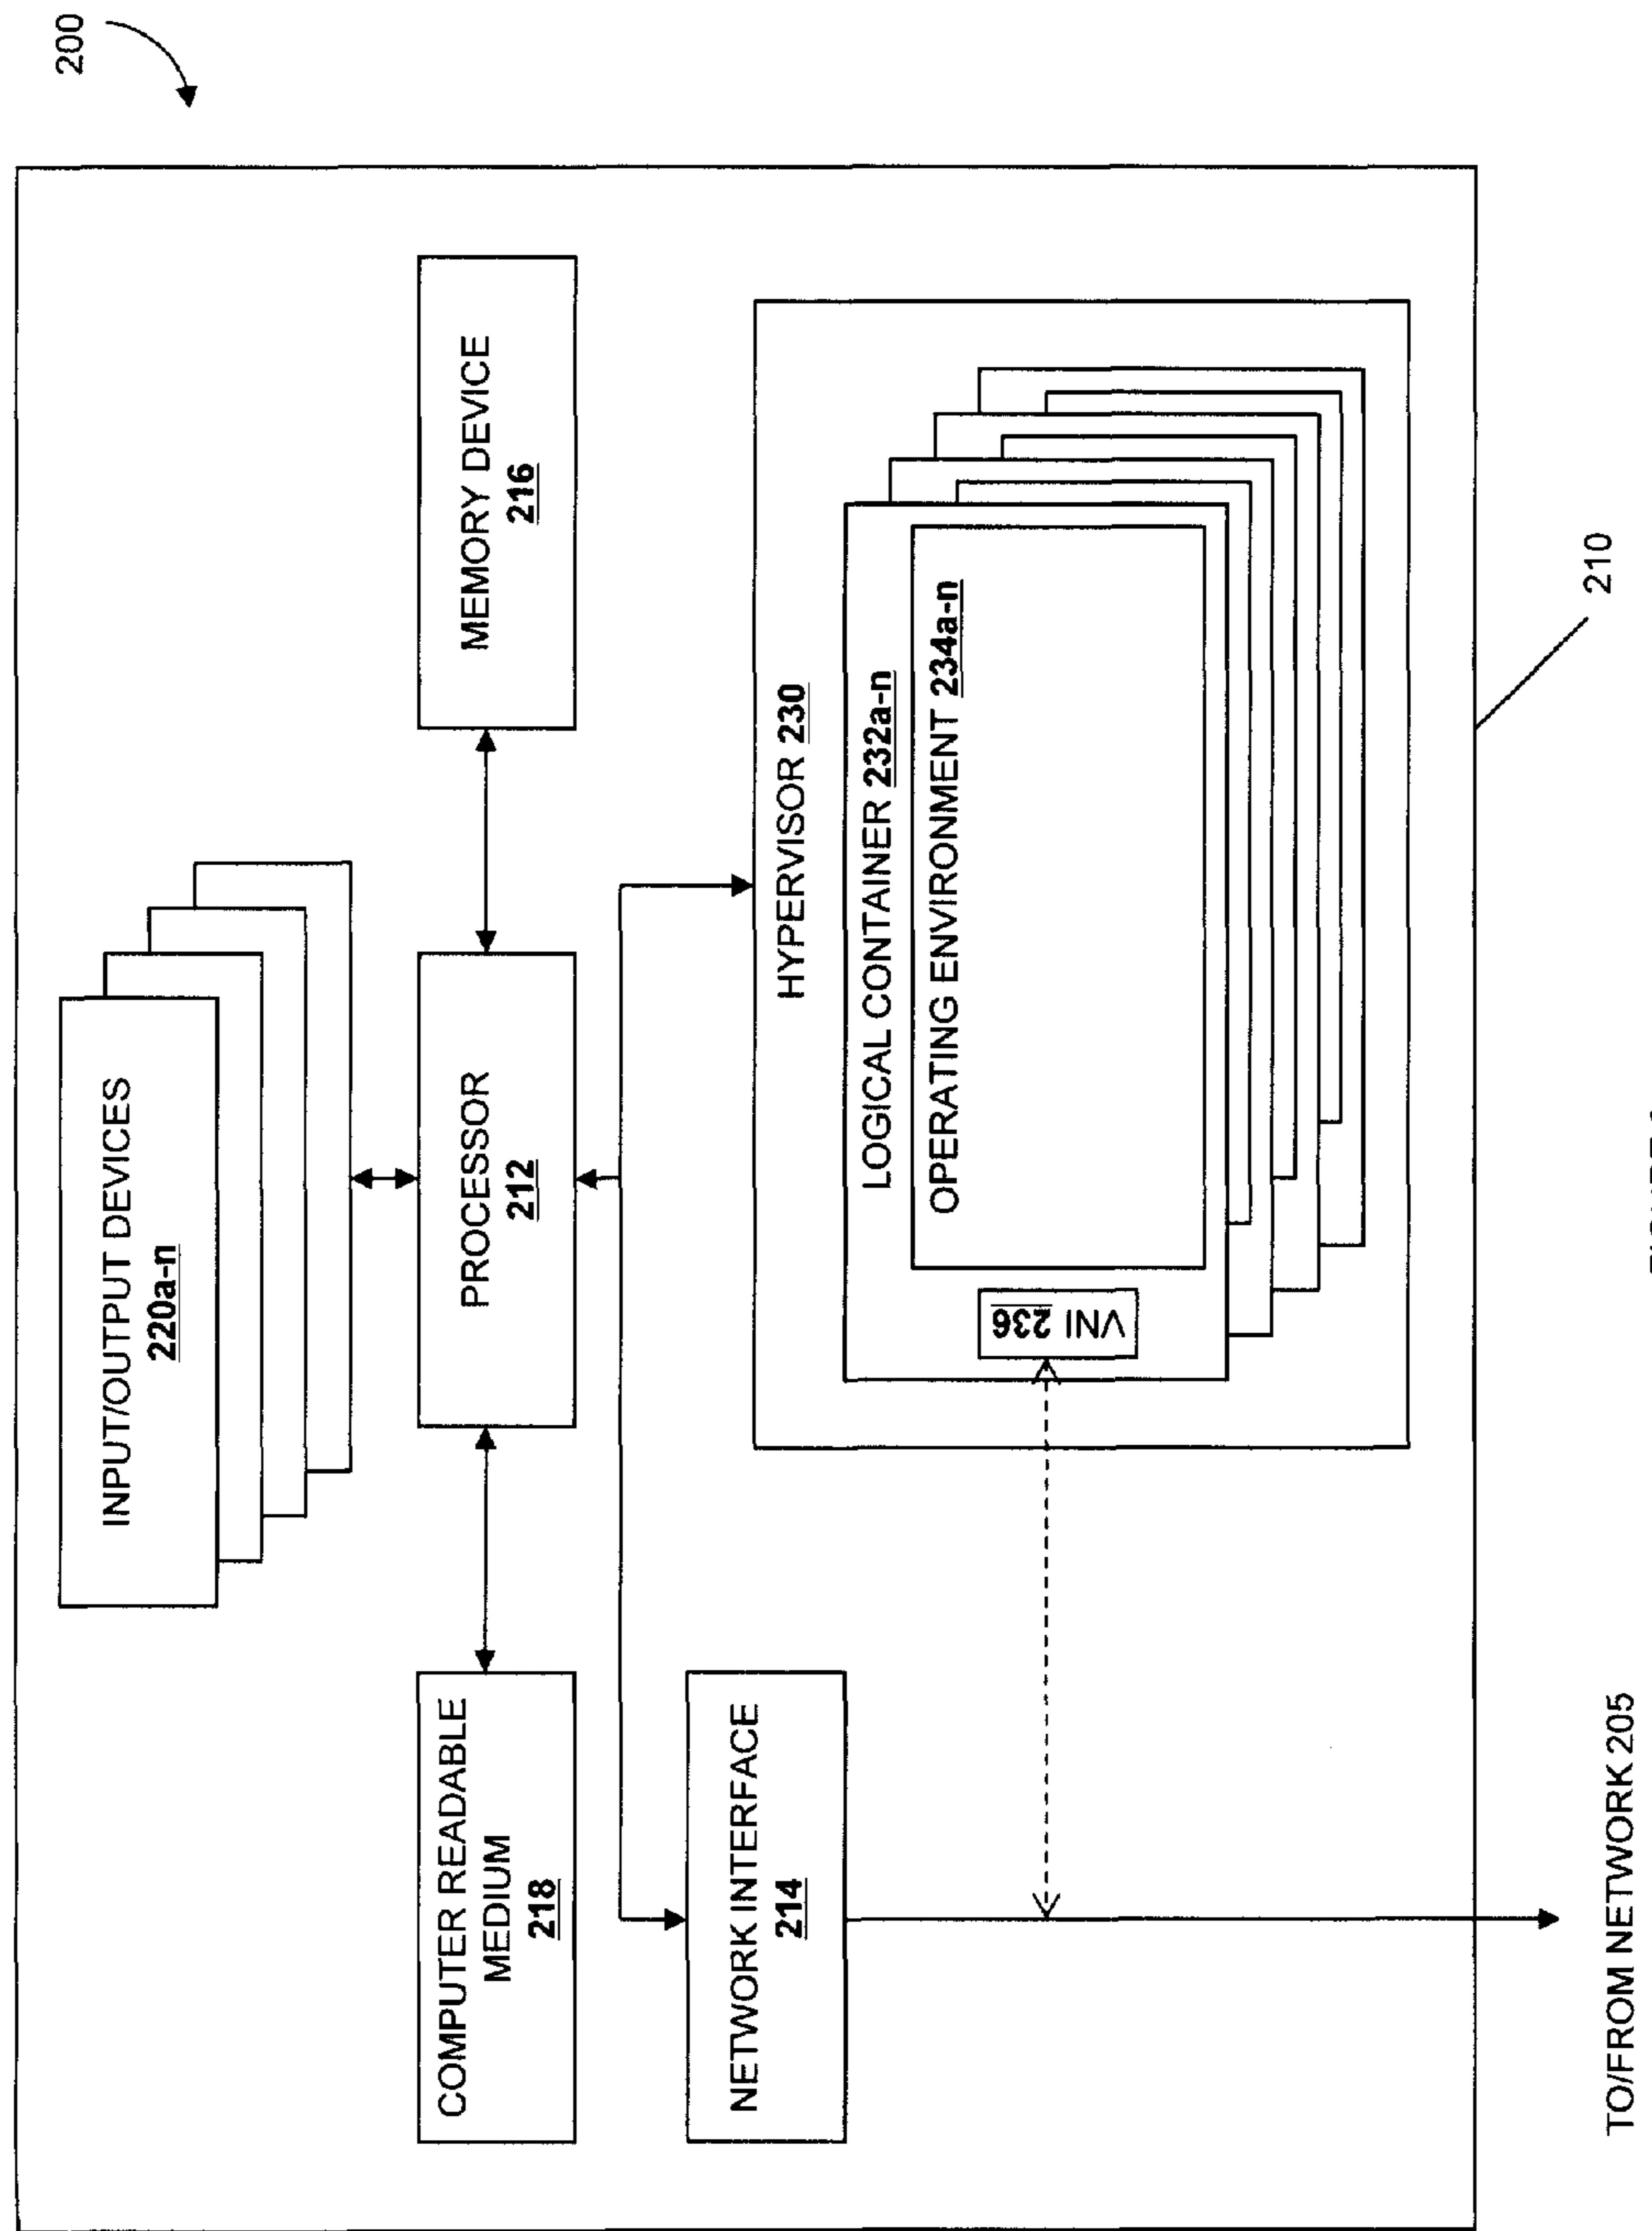 200
INPUT/OUTPUT DEVICES
220a-n
COMPUTER READABLE
MEDIUM
218
PROCESSOR
212
MEMORY DEVICE
216
NETWORK INTERFACE
214
HYPERVISOR 230
LOGICAL CONTAINER 232a-n
OPERATING ENVIRONMENT 234a-n
VNI 236
210
TO/FROM NETWORK 205